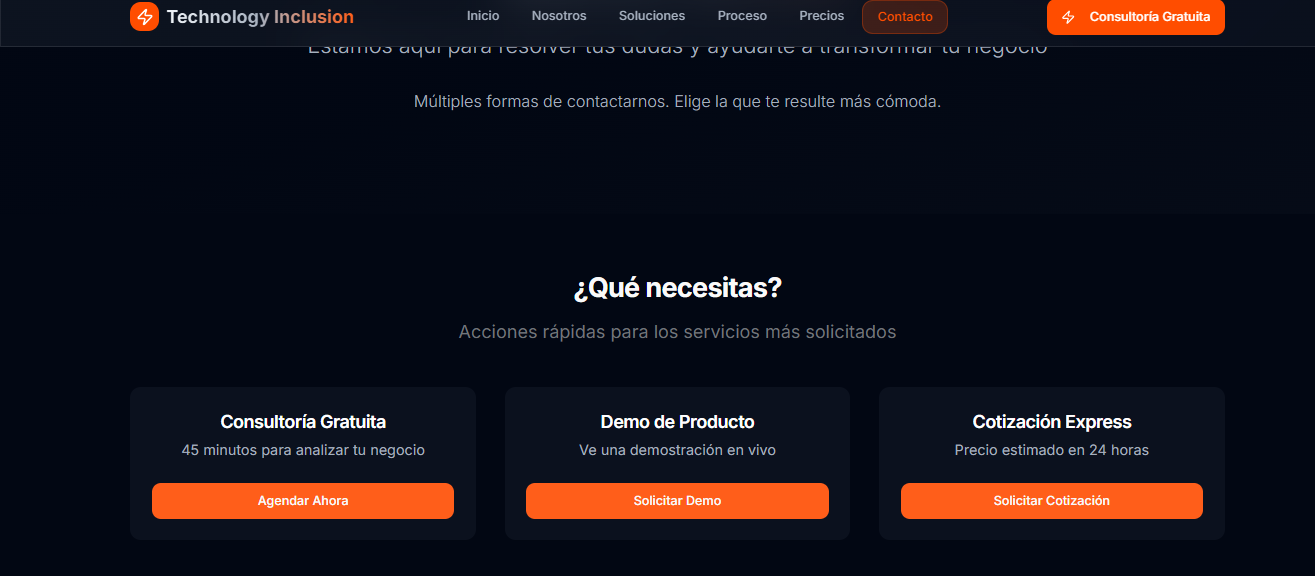 Technology Inclusion
Inicio
Nosotros
Soluciones
Proceso
Precios
Contacto
Consultoría Gratuita
Estamos aquí para resolver tus dudas y ayudarte a transformar tu negocio
Múltiples formas de contactarnos. Elige la que te resulte más cómoda.
¿Qué necesitas?
Acciones rápidas para los servicios más solicitados
Consultoría Gratuita
45 minutos para analizar tu negocio
Agendar Ahora
Demo de Producto
Ve una demostración en vivo
Solicitar Demo
Cotización Express
Precio estimado en 24 horas
Solicitar Cotización